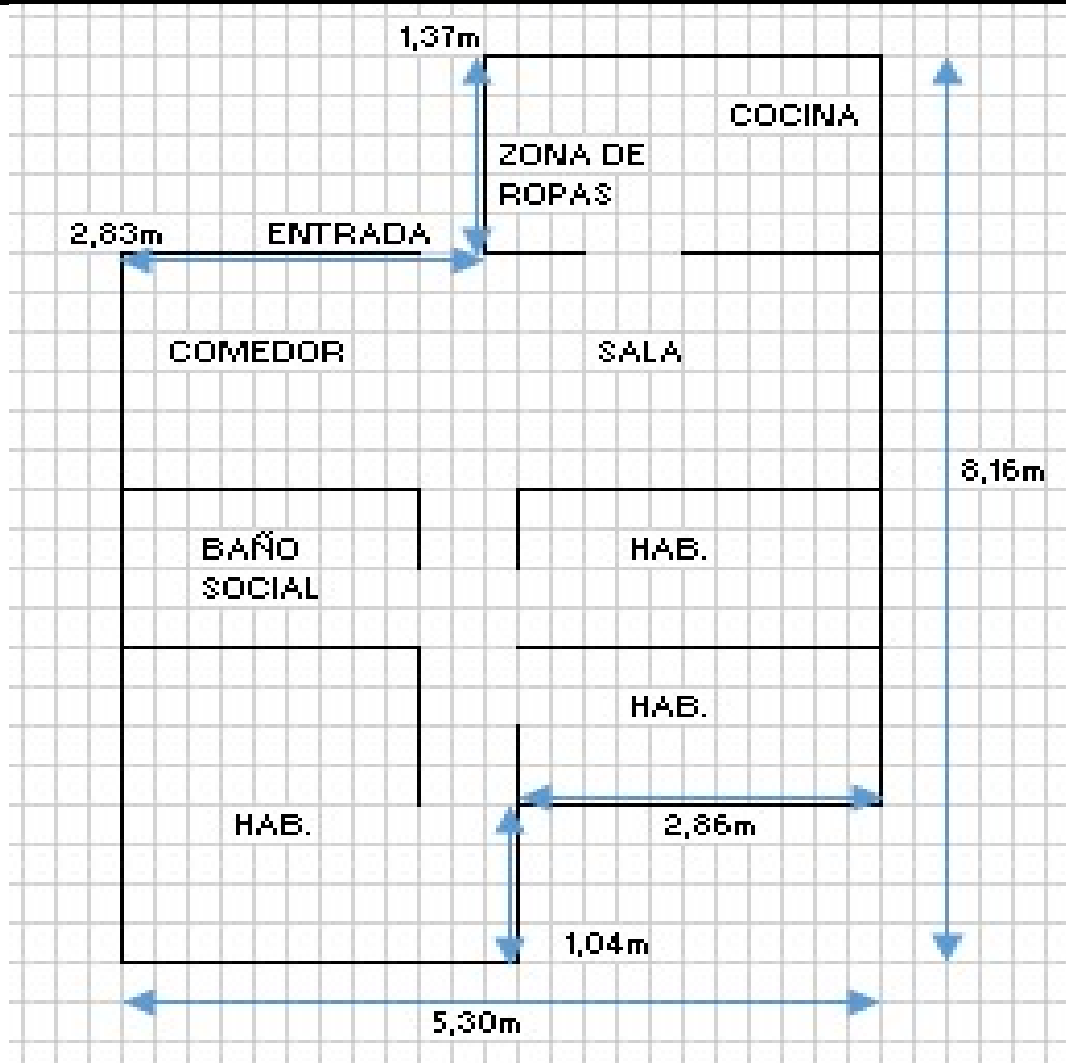 1,37m
COCINA
ZONA DE
ROPAS
2,83m
ENTRADA
COMEDOR
SALA
8,16m
BAÑO
SOCIAL
HAB.
HAB.
HAB.
2,86m
1,04m
5,30m